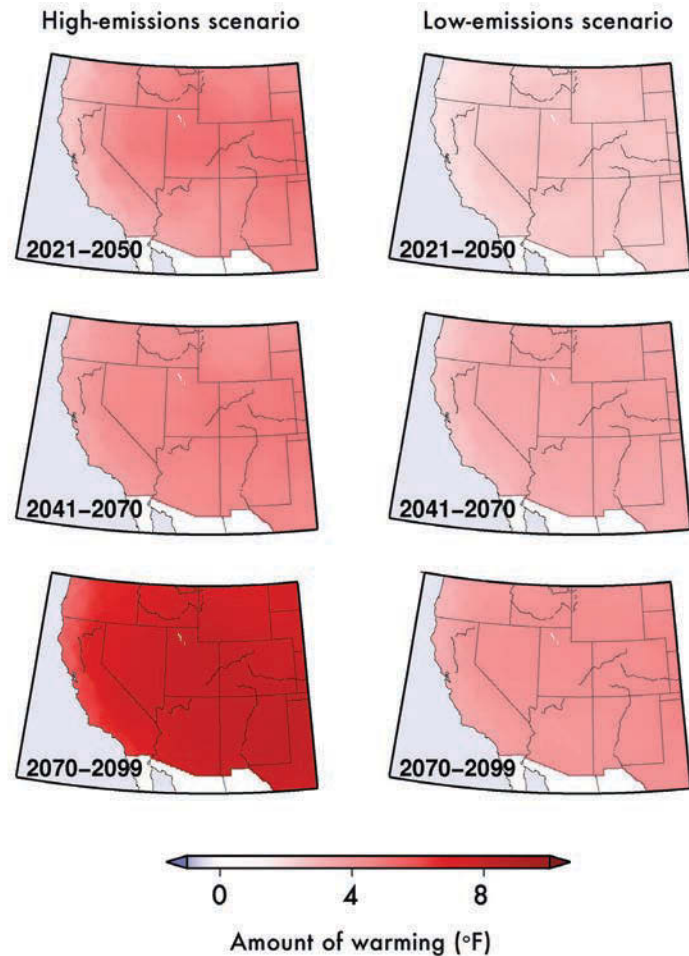 High-emissions scenario
Low-emissions scenario
2021–2050
2021–2050
2041–2070
2041–2070
2070–2099
2070–2099
0 4 8
Amount of warming (°F)